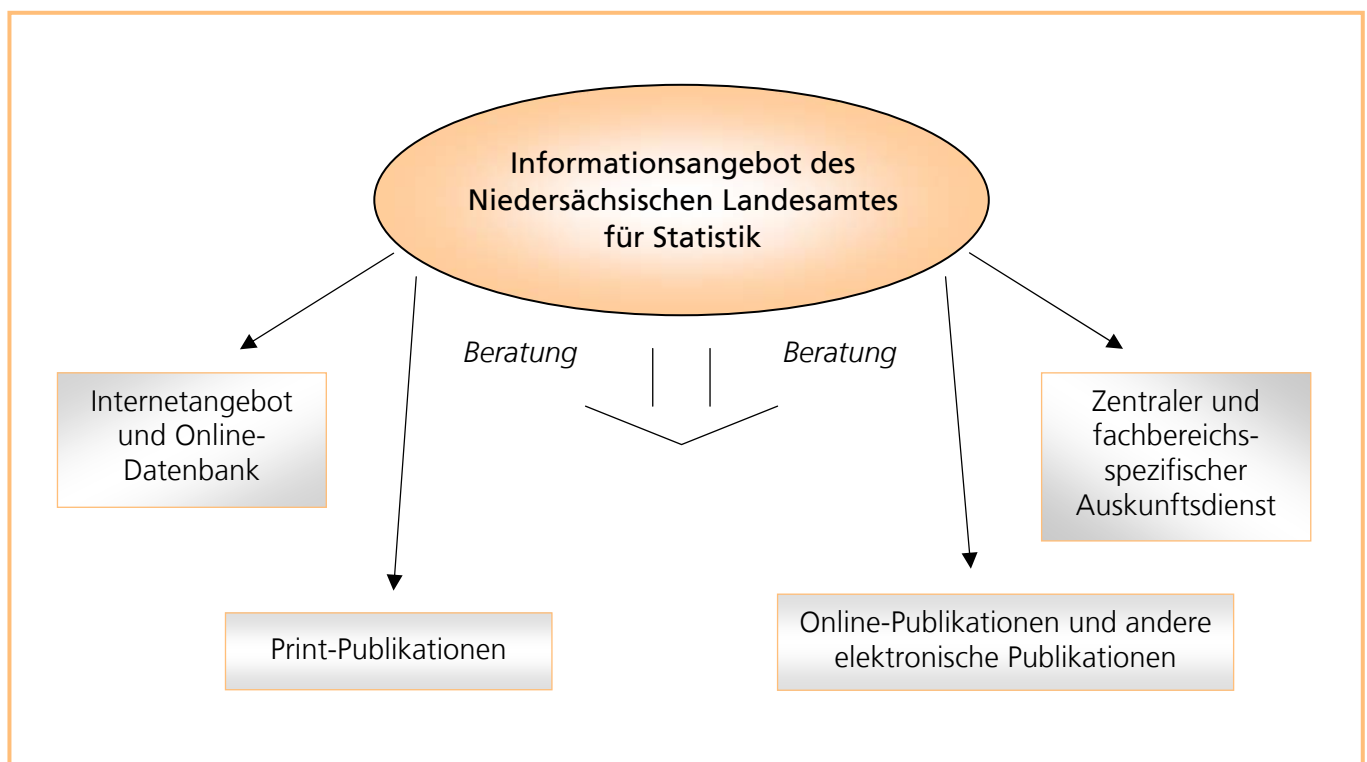 Informationsangebot des
Niedersächsischen Landesamtes
für Statistik
Beratung
Beratung
Internetangebot
und Online-
Datenbank
Zentraler und
fachbereichs-
spezifischer
Auskunftsdienst
Print-Publikationen
Online-Publikationen und andere
elektronische Publikationen